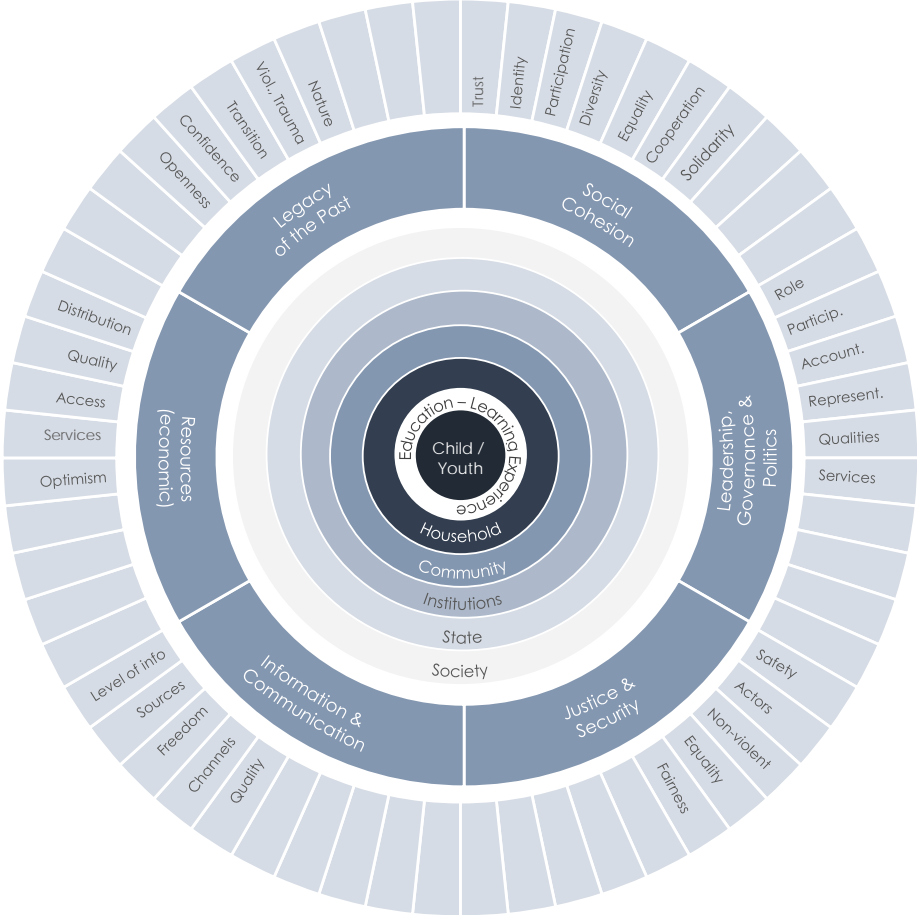 Child /
Youth
Education – Learning Experience
Household
Community
Institutions
State
Society
Social
Cohesion
Trust
Identity
Participation
Diversity
Equality
Cooperation
Solidarity
Leadership,
Governance &
Politics
Role
Particip.
Account.
Represent.
Qualities
Services
Justice &
Security
Safety
Actors
Non-violent
Equality
Fairness
Information &
Communication
Level of info
Sources
Freedom
Channels
Quality
Resources
(economic)
Distribution
Quality
Access
Services
Optimism
Legacy
of the Past
Openness
Confidence
Transition
Viol., Trauma
Nature